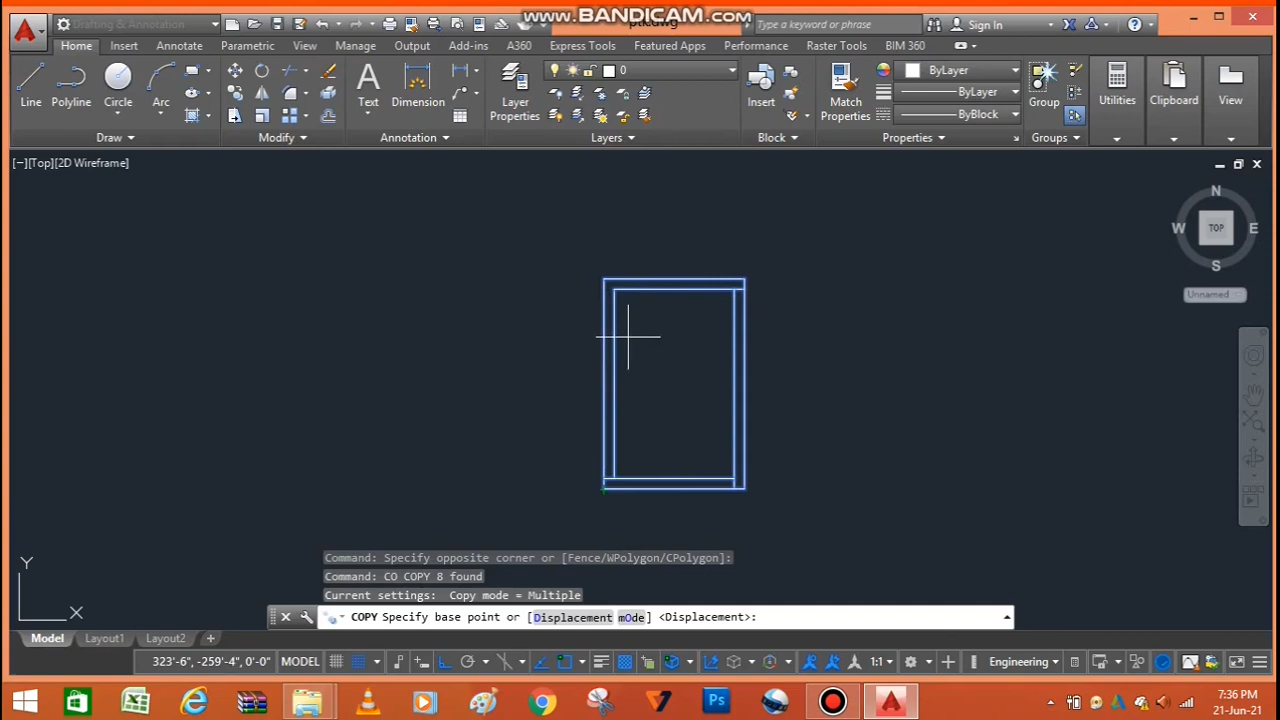 www.BANDICAM.com
Drafting & Annotation
Type a keyword or phrase
Sign In
Home Insert Annotate Parametric View Manage Output Add-ins A360 Express Tools Featured Apps Performance Raster Tools BIM 360
0
ByLayer
ByLayer
ByBlock
Line Polyline Circle Arc
Text Dimension
Layer Properties
Insert
Match Properties
Group
Utilities Clipboard View
Draw Modify Annotation Layers Block Properties Groups
[−][Top][2D Wireframe]
N
W TOP E
S
Unnamed
Y
X
Command: Specify opposite corner or [Fence/WPolygon/CPolygon]:
Command: CO COPY 8 found
Current settings:  Copy mode = Multiple
COPY Specify base point or [Displacement mOde] <Displacement>:
Model Layout1 Layout2 +
323'-6", -259'-4", 0'-0" MODEL 1:1 Engineering
Ps
7:36 PM
21-Jun-21